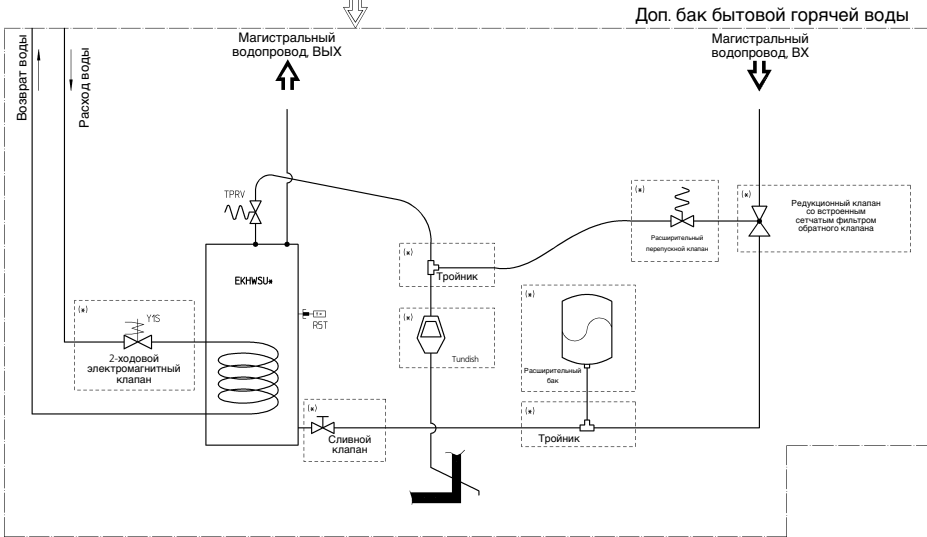 Доп. бак бытовой горячей воды
Возврат воды
Расход воды
Магистральный
водопровод, ВЫХ
Магистральный
водопровод, ВХ
TPRV
(*)
Расширительный
перепускной клапан
(*)
Редукционный клапан
со встроенным
сетчатым фильтром
обратного клапана
(*)
Тройник
EKHWSU*
R5T
(*)
Y1S
2-ходовой
электромагнитный
клапан
(*)
Tundish
(*)
Расширительный
бак
(*)
Сливной
клапан
(*)
Тройник